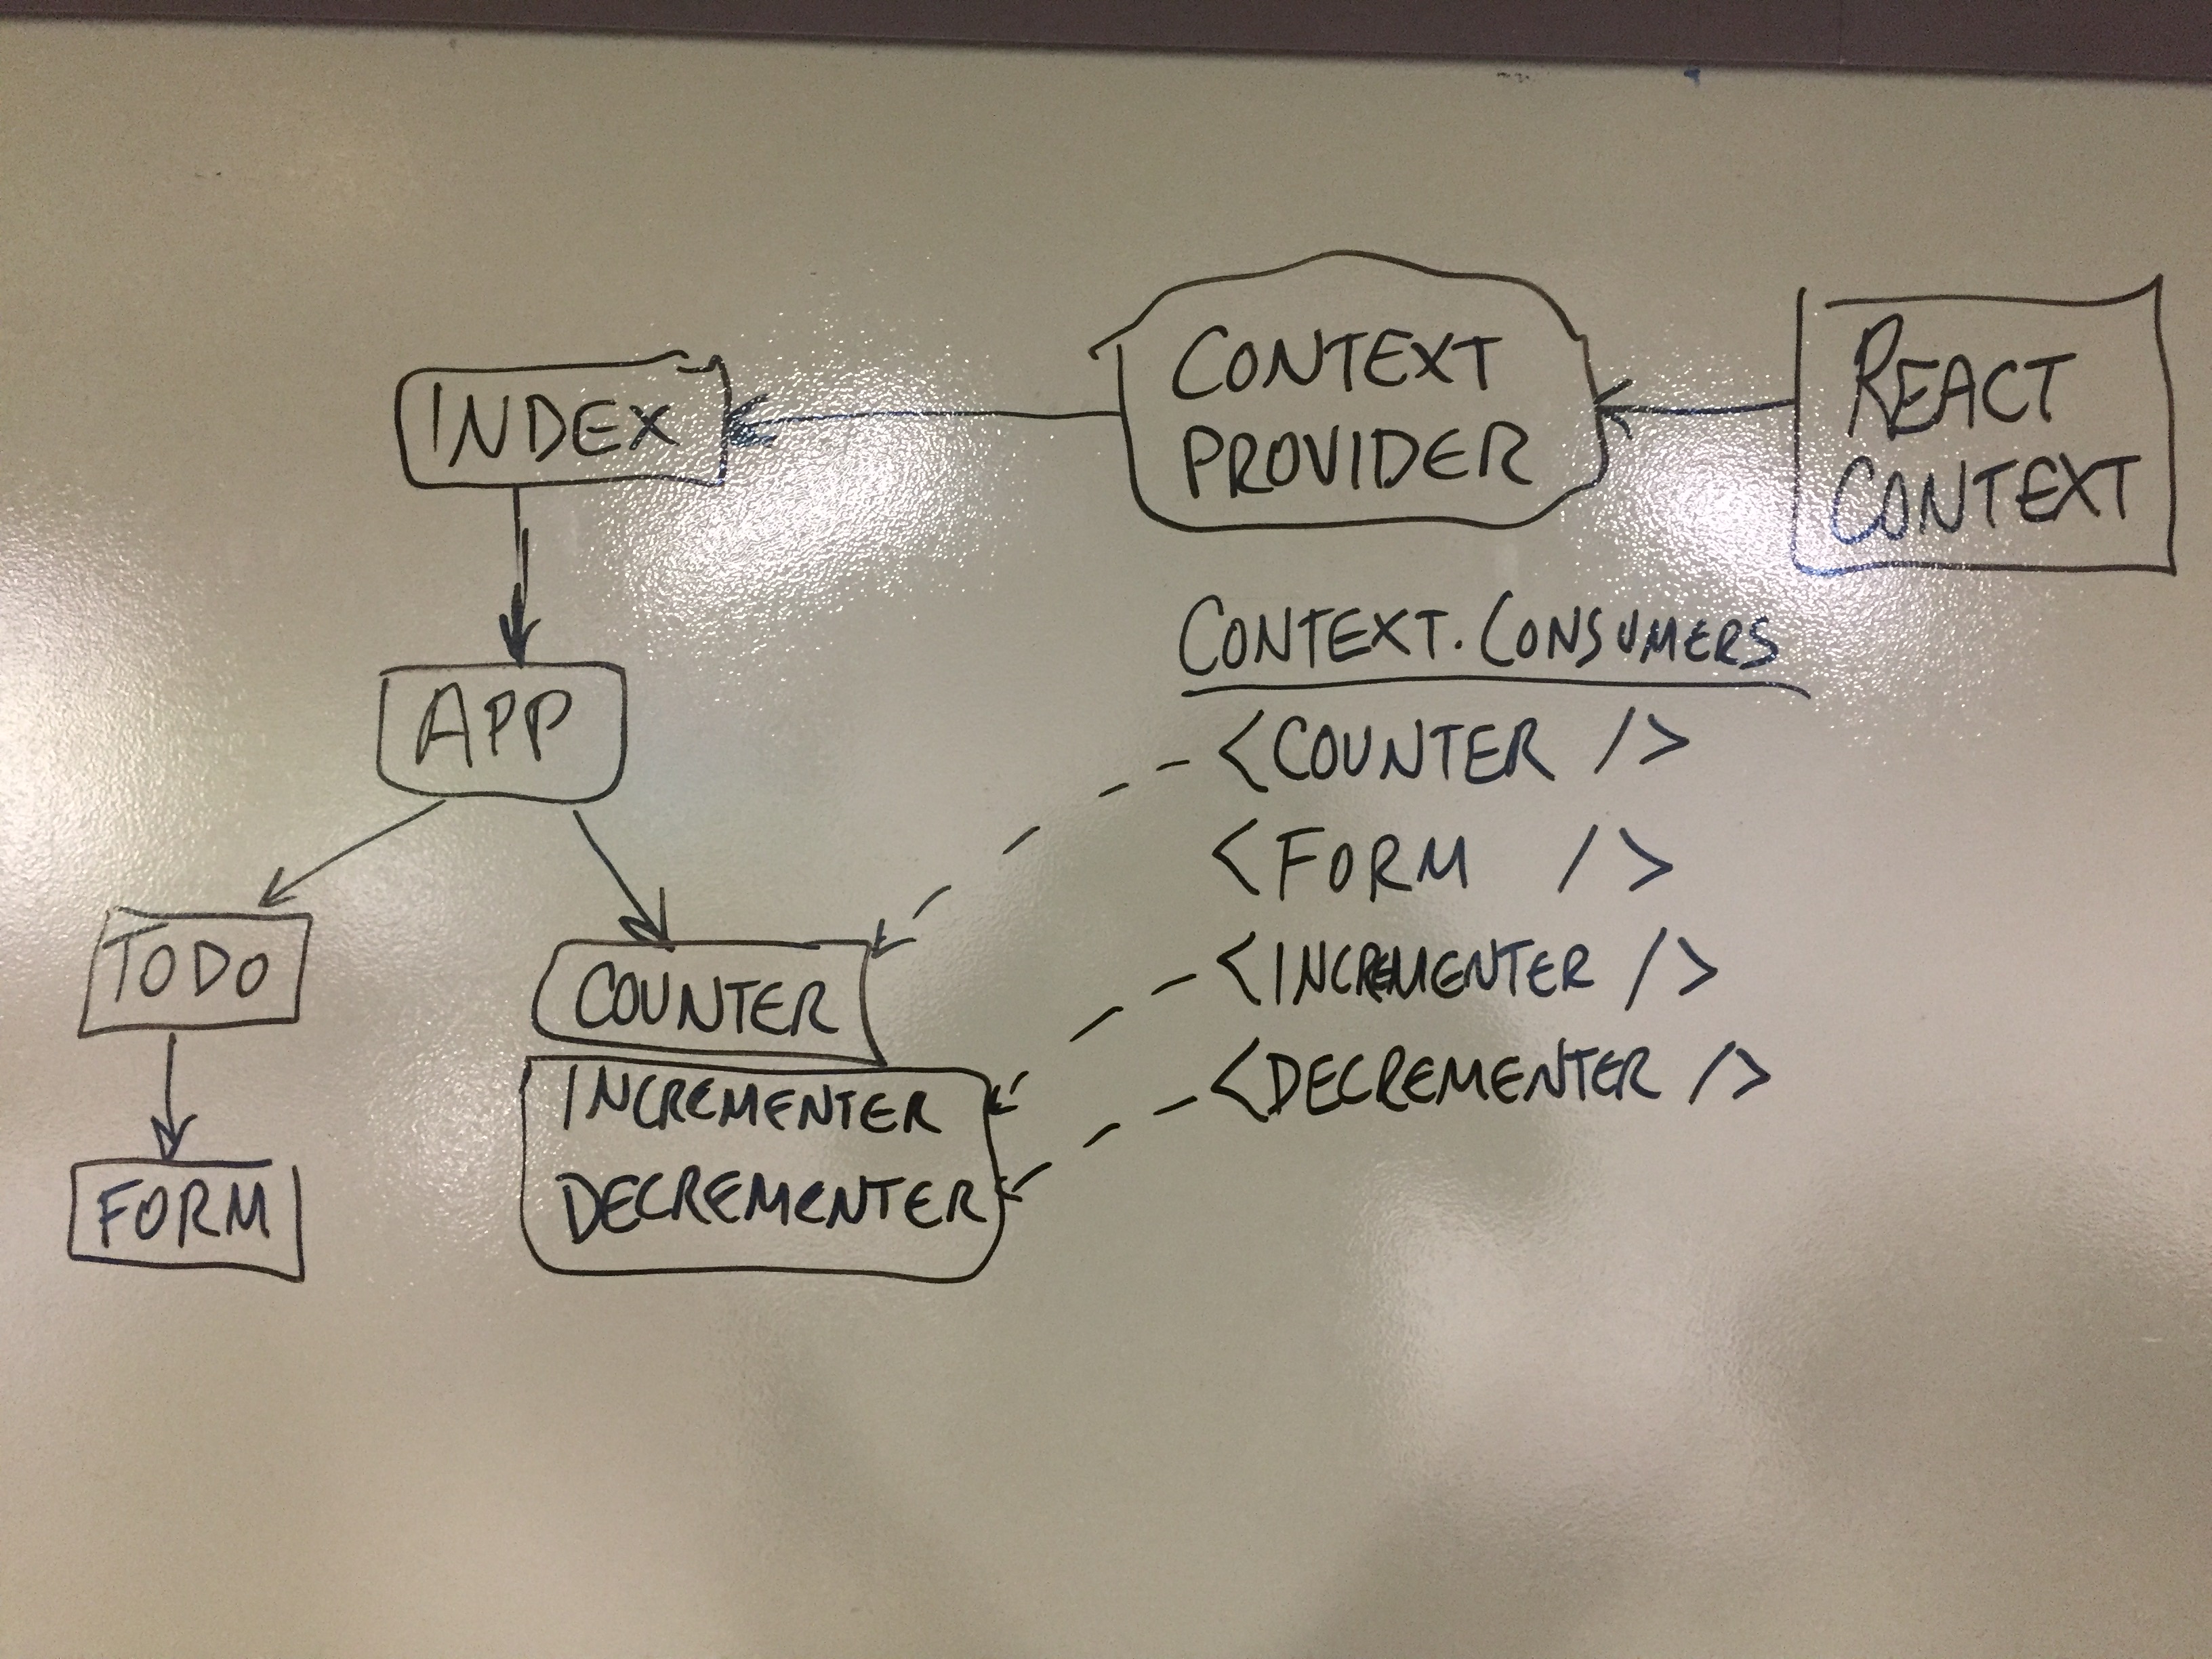 INDEX
CONTEXT
PROVIDER
REACT
CONTEXT
APP
CONTEXT.CONSUMERS
<COUNTER />
<FORM />
<INCREMENTER />
<DECREMENTER />
TODO
COUNTER
INCREMENTER
DECREMENTER
FORM